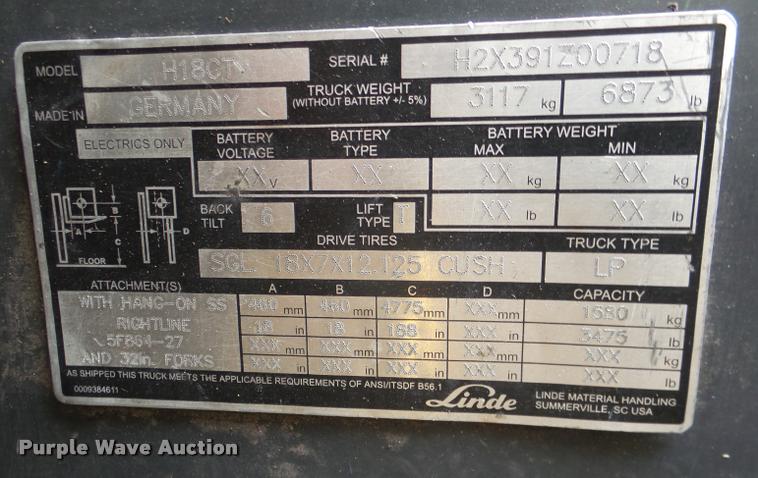 MODEL H18CT SERIAL # H2X391Z00718
MADE IN GERMANY TRUCK WEIGHT (WITHOUT BATTERY +/- 5%) 3117 kg 6873 lb
ELECTRICS ONLY BATTERY VOLTAGE BATTERY TYPE BATTERY WEIGHT
MAX MIN
XX V XX XX kg XX kg
BACK TILT 6 LIFT TYPE T XX lb XX lb
A B C D
FLOOR
DRIVE TIRES TRUCK TYPE
SGL 18X7X12.125 CUSH LP
ATTACHMENT(S) A B C D CAPACITY
WITH HANG-ON SS 460 mm 460 mm 4775 mm XXX mm 1580 kg
RIGHTLINE 18 in 18 in 188 in XXX in 3475 lb
5F864-27 XXX mm XXX mm XXX mm XXX mm XXX kg
AND 32in. FORKS XXX in XXX in XXX in XXX in XXX lb
AS SHIPPED THIS TRUCK MEETS THE APPLICABLE REQUIREMENTS OF ANSI/ITSDF B56.1
0009384611 Linde LINDE MATERIAL HANDLING
SUMMERVILLE, SC USA
Purple Wave Auction